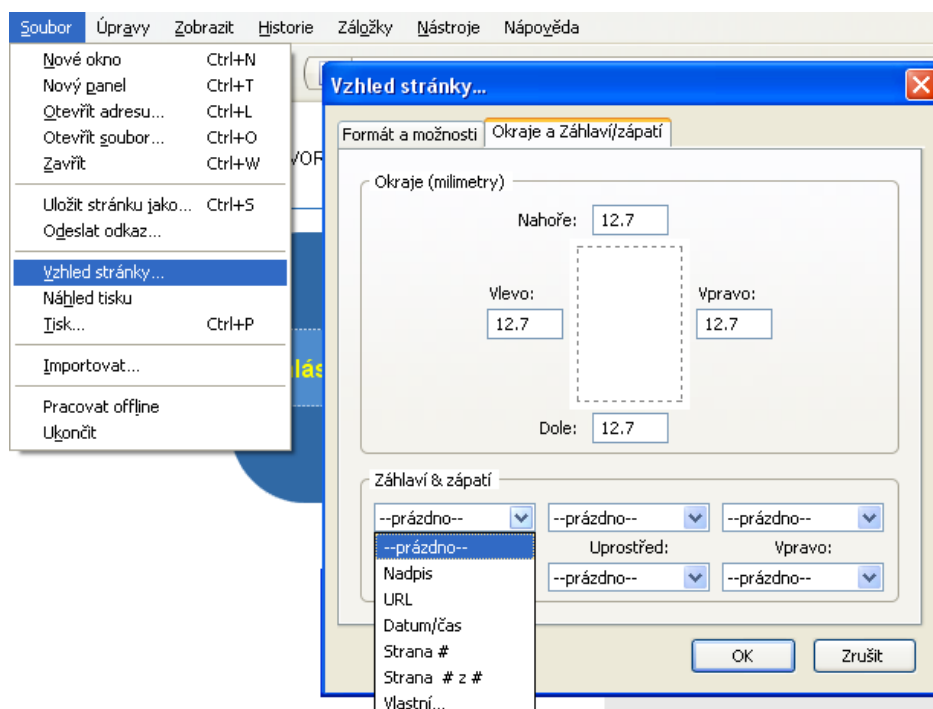 Soubor Úpravy Zobrazit Historie Záložky Nástroje Nápověda
Nové okno Ctrl+N
Nový panel Ctrl+T
Otevřít adresu... Ctrl+L
Otevřít soubor... Ctrl+O
Zavřít Ctrl+W
Uložit stránku jako... Ctrl+S
Odeslat odkaz...
Vzhled stránky...
Náhled tisku
Tisk... Ctrl+P
Importovat...
Pracovat offline
Ukončit
VOR
lás
Vzhled stránky...
Formát a možnosti Okraje a Záhlaví/zápatí
Okraje (milimetry)
Nahoře: 12.7
Vlevo: Vpravo:
12.7 12.7
Dole: 12.7
Záhlaví & zápatí
--prázdno-- --prázdno-- --prázdno--
--prázdno-- Uprostřed: Vpravo:
Nadpis --prázdno-- --prázdno--
URL
Datum/čas
Strana #
Strana # z #
Vlastní...
OK Zrušit